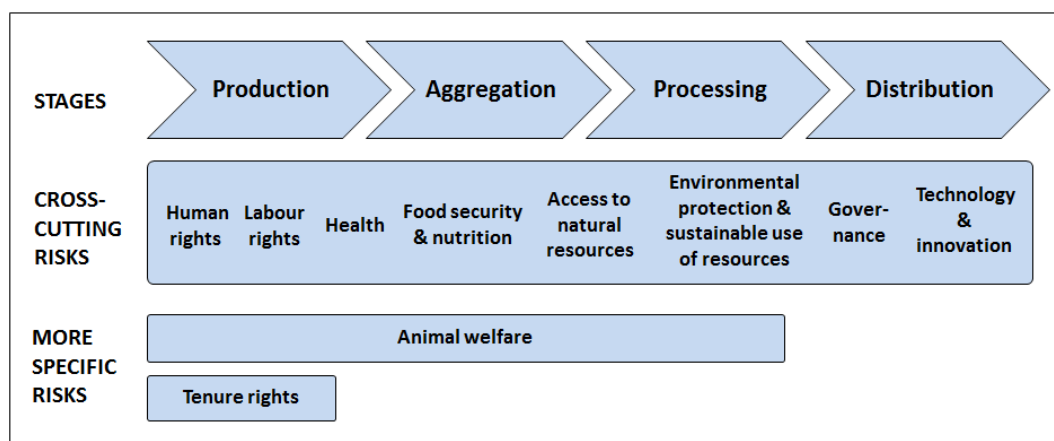 STAGES
Production
Aggregation
Processing
Distribution
CROSS-
CUTTING
RISKS
Human
rights
Labour
rights
Health
Food security
& nutrition
Access to
natural
resources
Environmental
protection &
sustainable use
of resources
Gover-
nance
Technology
&
innovation
MORE
SPECIFIC
RISKS
Animal welfare
Tenure rights